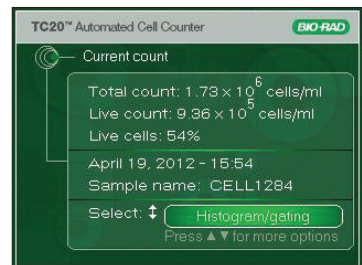 TC20™ Automated Cell Counter
BIO-RAD
Current count
Total count: 1.73 x 10⁶ cells/ml
Live count: 9.36 x 10⁵ cells/ml
Live cells: 54%
April 19, 2012 - 15:54
Sample name: CELL1284
Select: ↕ Histogram/gating
Press ▲▼ for more options